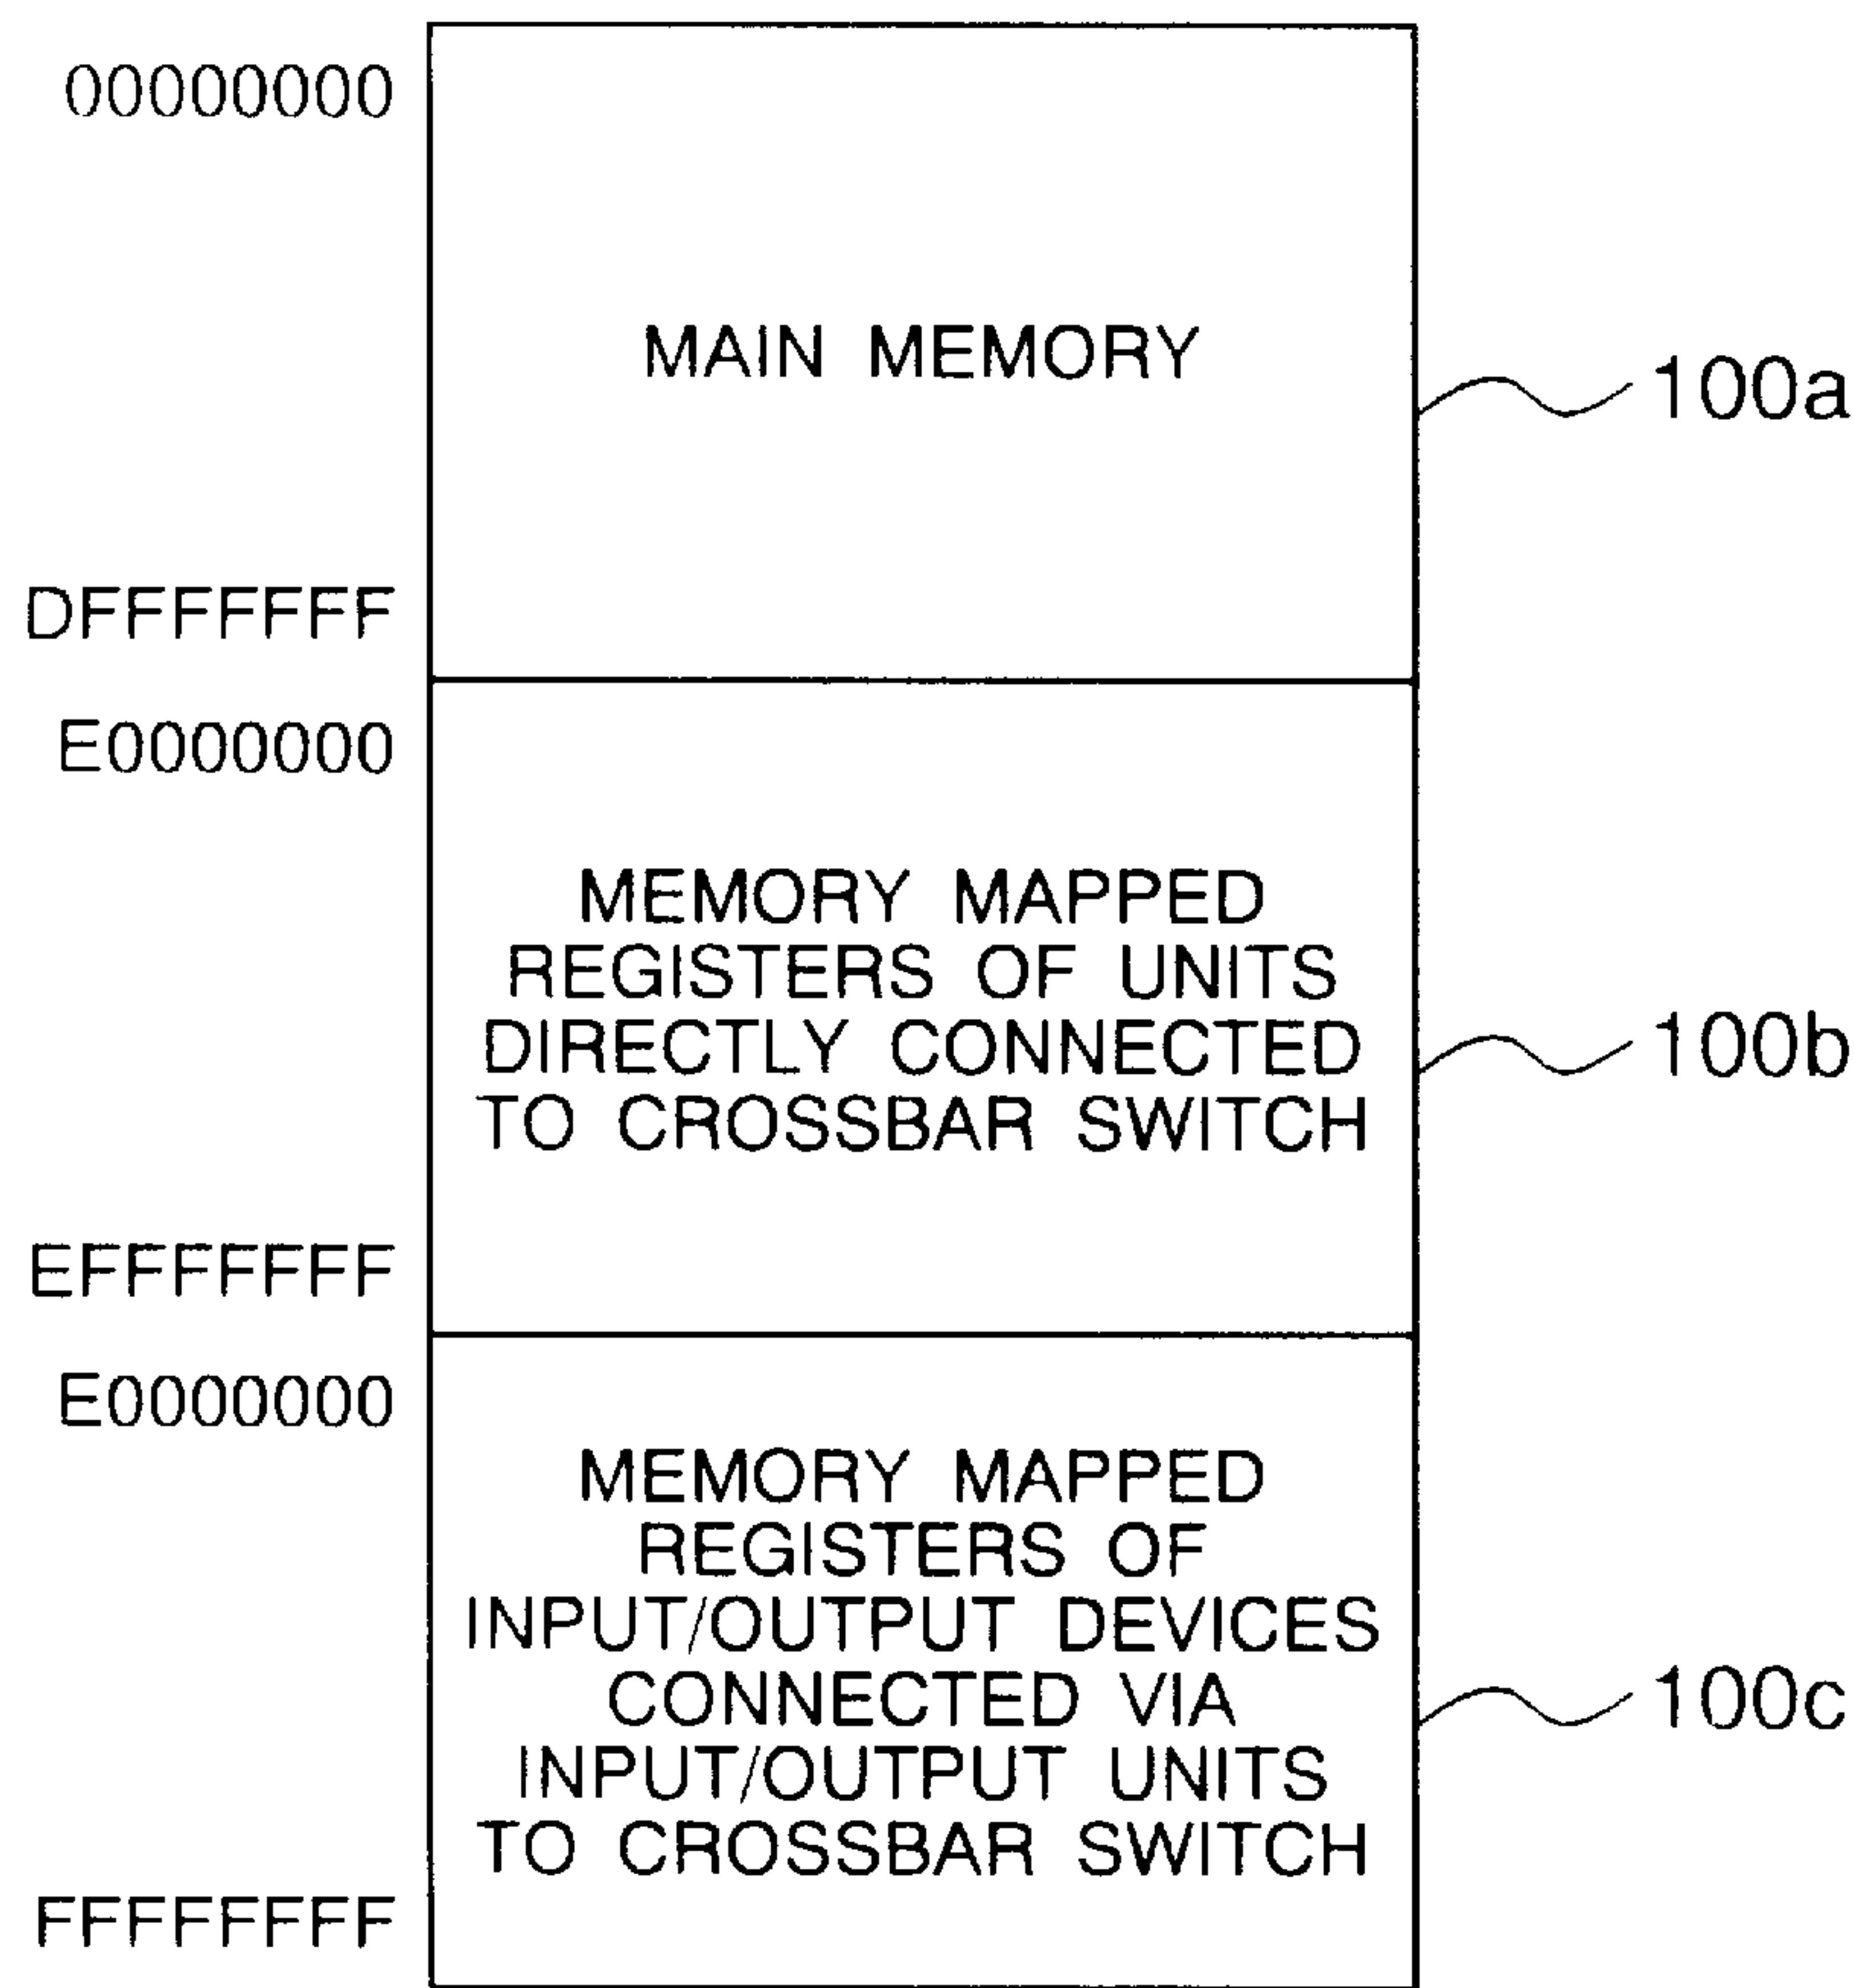 00000000
MAIN MEMORY
100a
DFFFFFFF
E0000000
MEMORY MAPPED
REGISTERS OF UNITS
DIRECTLY CONNECTED
TO CROSSBAR SWITCH
100b
EFFFFFFF
E0000000
MEMORY MAPPED
REGISTERS OF
INPUT/OUTPUT DEVICES
CONNECTED VIA
INPUT/OUTPUT UNITS
TO CROSSBAR SWITCH
100c
FFFFFFFF